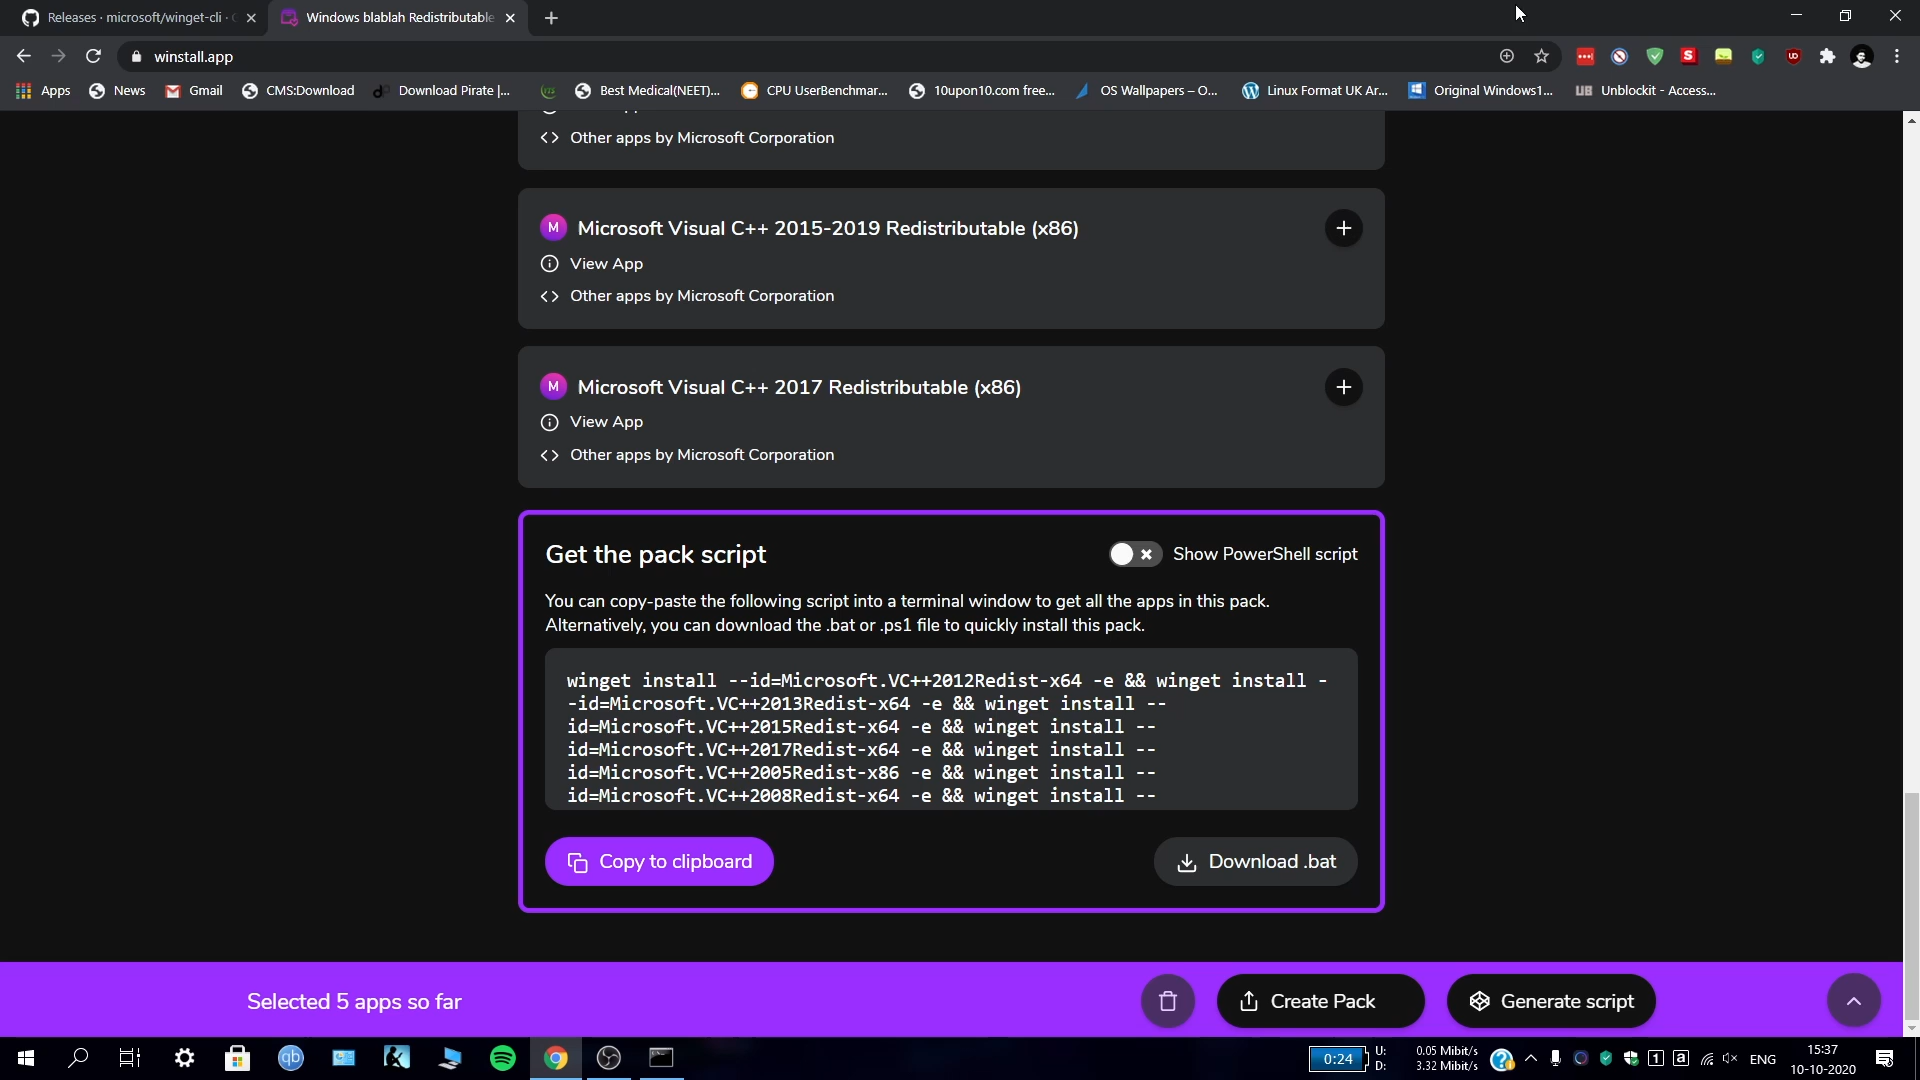 Releases · microsoft/winget-cli ·
Windows blablah Redistributable
winstall.app
Apps
News
Gmail
CMS:Download
Download Pirate |...
Best Medical(NEET)...
CPU UserBenchmar...
10upon10.com free...
OS Wallpapers – O...
Linux Format UK Ar...
Original Windows1...
UB Unblockit - Access...
Other apps by Microsoft Corporation
M Microsoft Visual C++ 2015-2019 Redistributable (x86)
View App
Other apps by Microsoft Corporation
M Microsoft Visual C++ 2017 Redistributable (x86)
View App
Other apps by Microsoft Corporation
Get the pack script
Show PowerShell script
You can copy-paste the following script into a terminal window to get all the apps in this pack.
Alternatively, you can download the .bat or .ps1 file to quickly install this pack.
winget install --id=Microsoft.VC++2012Redist-x64 -e && winget install -
-id=Microsoft.VC++2013Redist-x64 -e && winget install --
id=Microsoft.VC++2015Redist-x64 -e && winget install --
id=Microsoft.VC++2017Redist-x64 -e && winget install --
id=Microsoft.VC++2005Redist-x86 -e && winget install --
id=Microsoft.VC++2008Redist-x64 -e && winget install --
Copy to clipboard
Download .bat
Selected 5 apps so far
Create Pack
Generate script
qb
0:24
U: 0.05 Mibit/s
D: 3.32 Mibit/s
1
a
ENG
15:37
10-10-2020